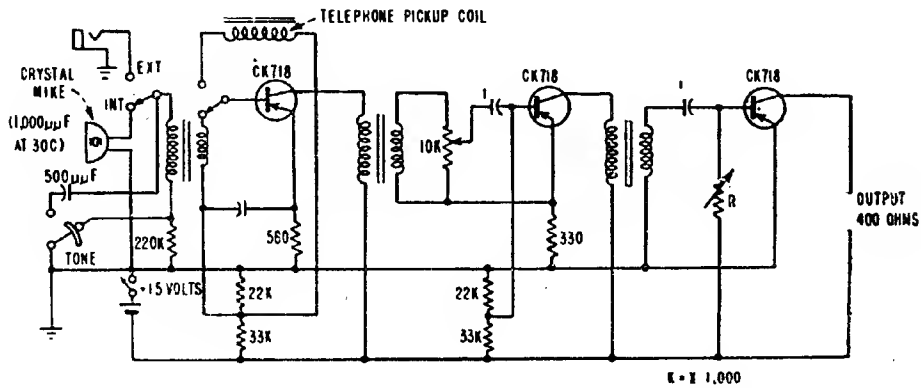 TELEPHONE PICKUP COIL
EXT
CK718
CK718
CK718
CRYSTAL
MIKE
INT
(1,000µµF
AT 30C)
1
1
10K
500µµF
R
OUTPUT
400 OHMS
220K
560
330
TONE
+1.5 VOLTS
22K
22K
33K
33K
K = X 1,000